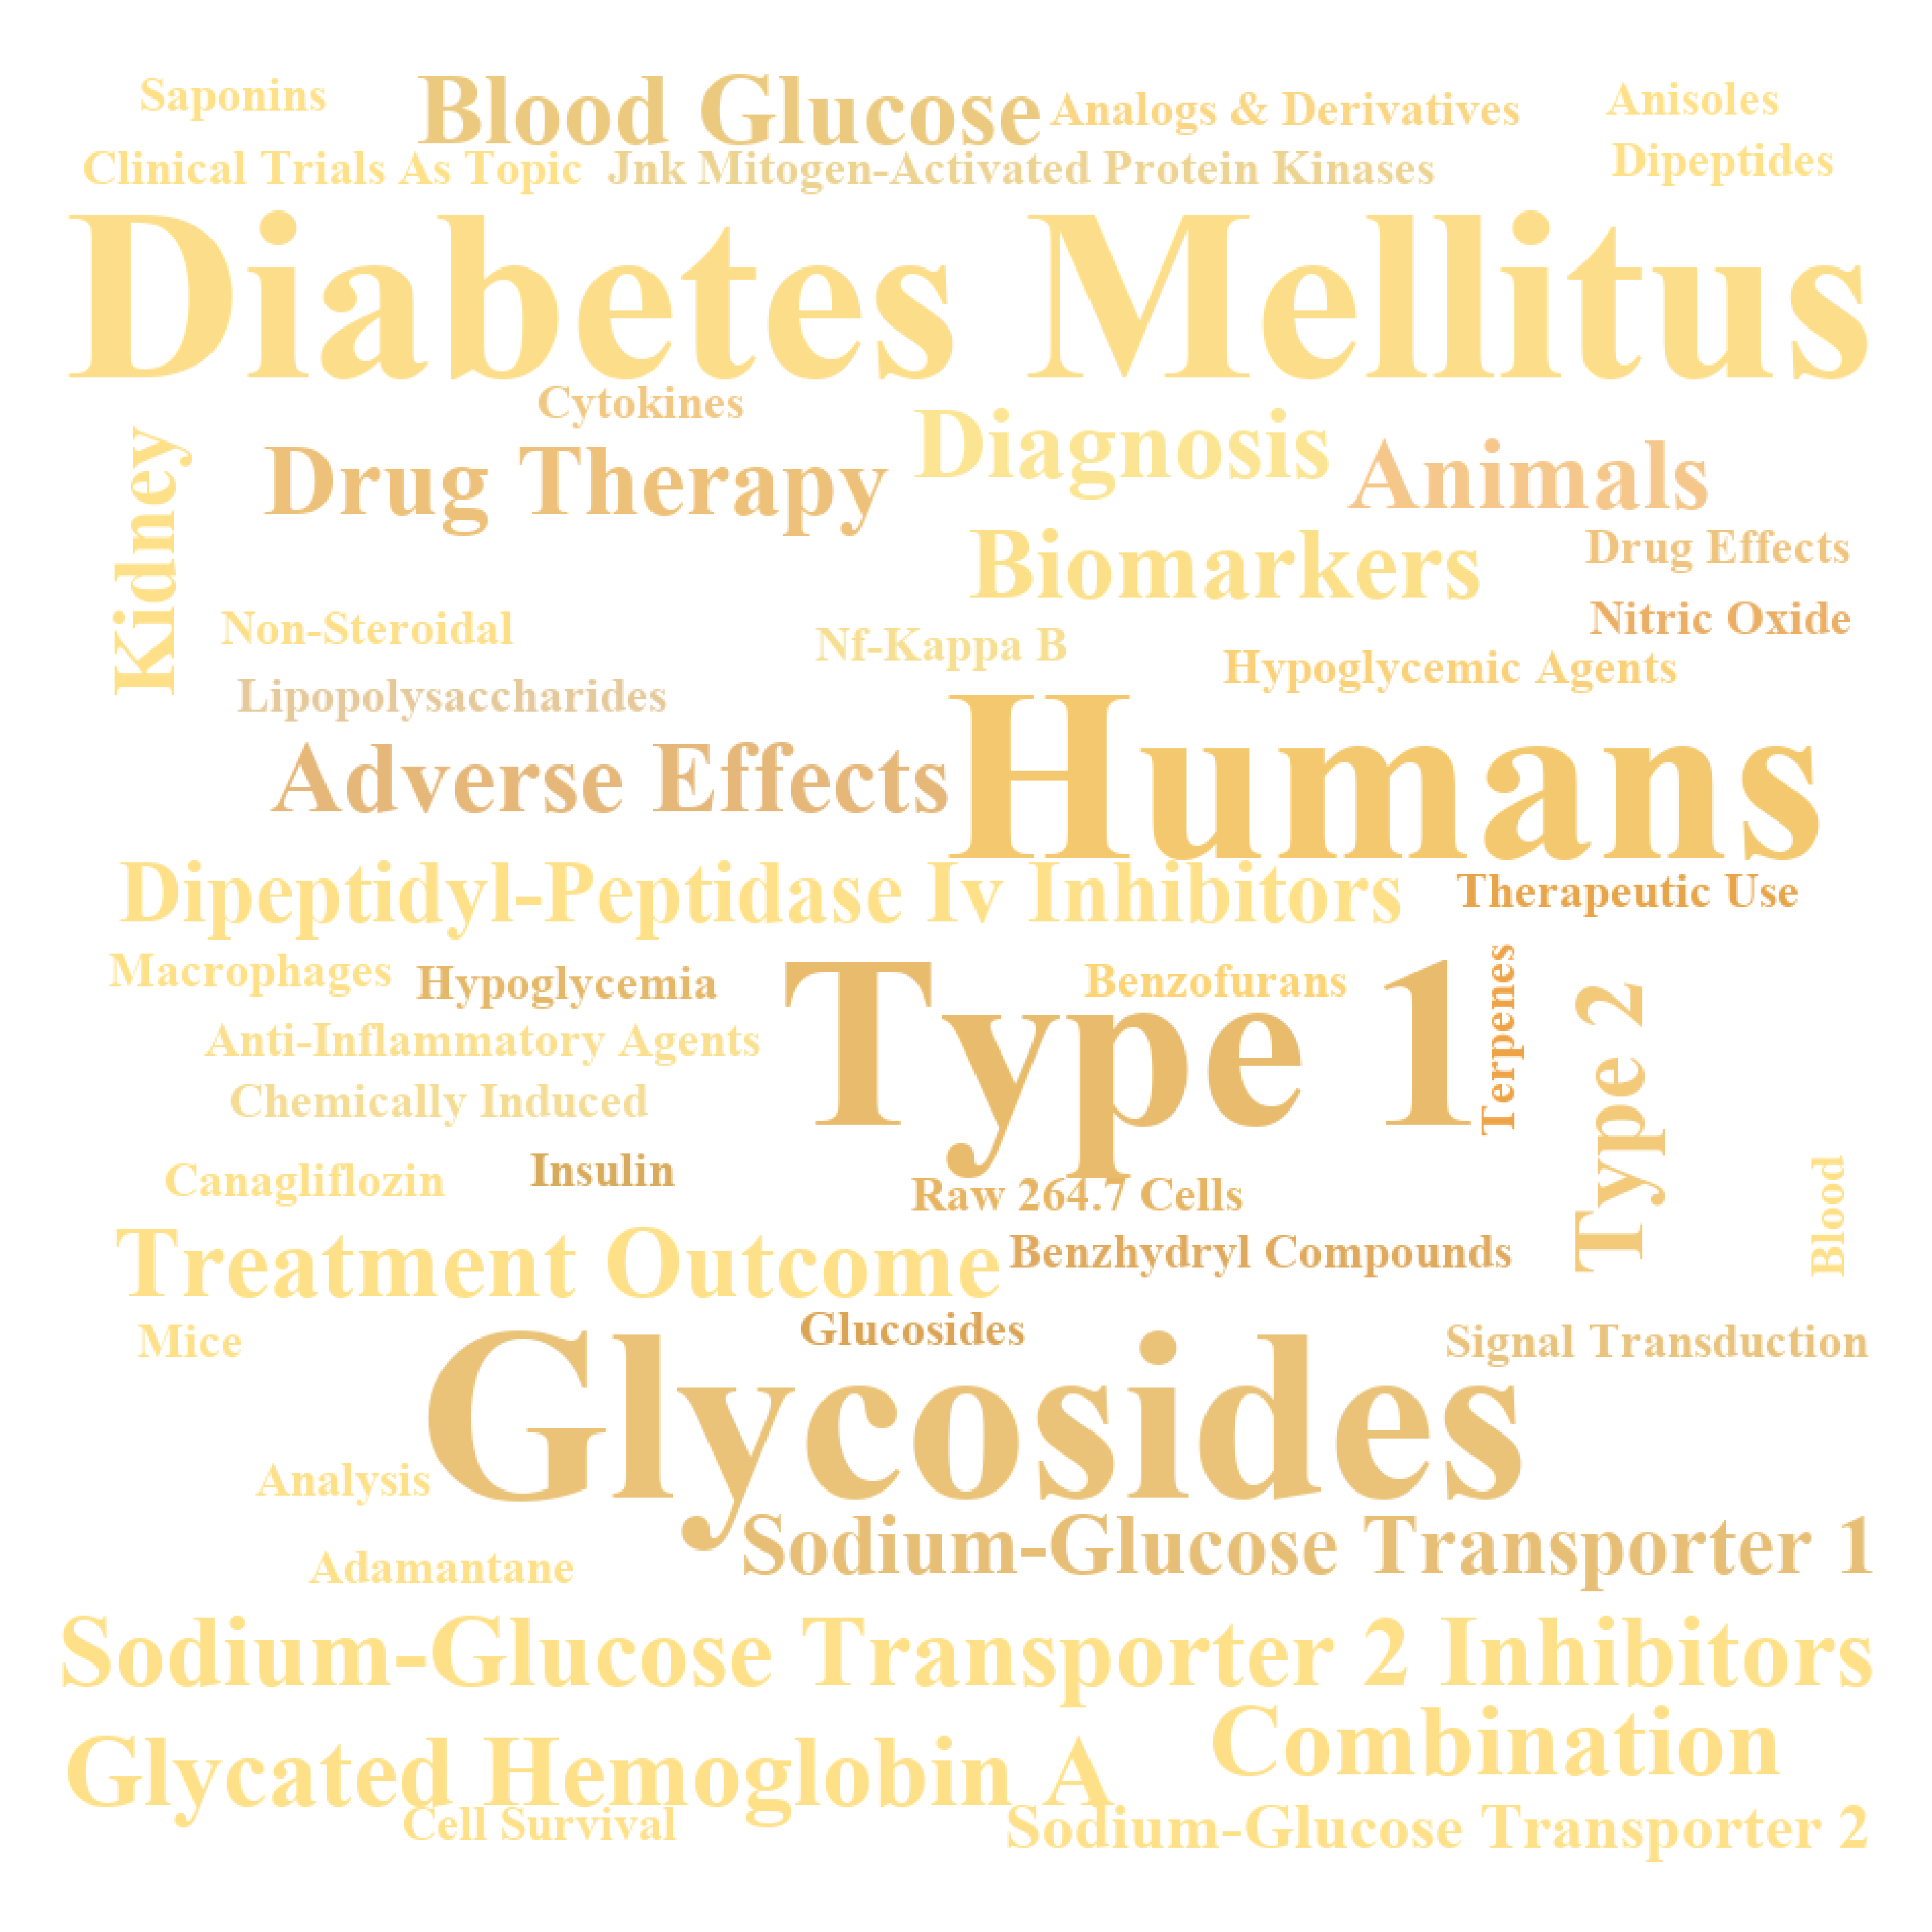 Saponins
Blood Glucose
Analogs & Derivatives
Anisoles
Clinical Trials As Topic
Jnk Mitogen-Activated Protein Kinases
Dipeptides
Diabetes Mellitus
Cytokines
Kidney
Drug Therapy
Diagnosis
Animals
Biomarkers
Drug Effects
Non-Steroidal
Nf-Kappa B
Nitric Oxide
Hypoglycemic Agents
Lipopolysaccharides
Humans
Adverse Effects
Dipeptidyl-Peptidase Iv Inhibitors
Therapeutic Use
Macrophages
Hypoglycemia
Type 1
Benzofurans
Terpenes
Type 2
Anti-Inflammatory Agents
Chemically Induced
Canagliflozin
Insulin
Raw 264.7 Cells
Blood
Treatment Outcome
Benzhydryl Compounds
Mice
Glucosides
Signal Transduction
Glycosides
Analysis
Sodium-Glucose Transporter 1
Adamantane
Sodium-Glucose Transporter 2 Inhibitors
Glycated Hemoglobin A
Combination
Cell Survival
Sodium-Glucose Transporter 2